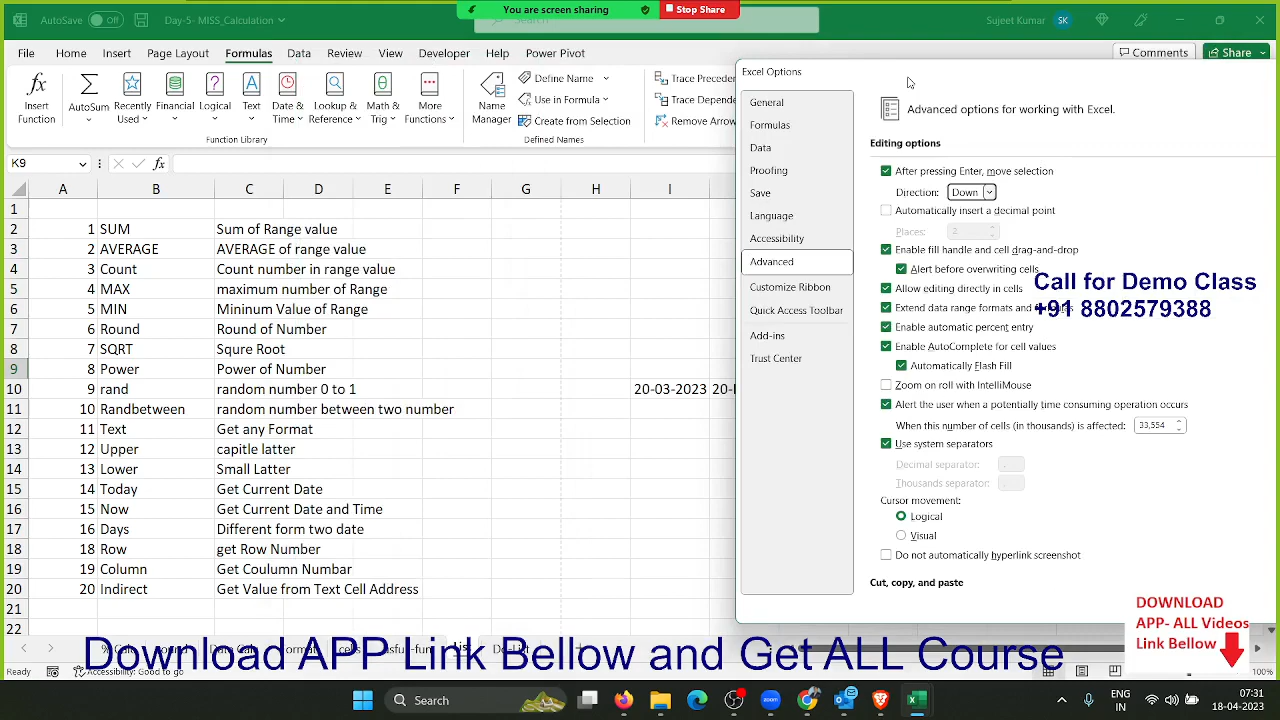 You are screen sharing
Stop Share
AutoSave Off
Day-5- MISS_Calculation
Search
Sujeet Kumar SK
File Home Insert Page Layout Formulas Data Review View Developer Help Power Pivot
Comments Share
Insert Function
AutoSum
Recently Used
Financial
Logical
Text
Date & Time
Lookup & Reference
Math & Trig
More Functions
Name Manager
Define Name
Use in Formula
Create from Selection
Trace Preceder
Trace Depende
Remove Arrow
Function Library
Defined Names
K9
fx
A B C D E F G H I
1
2 1 SUM Sum of Range value
3 2 AVERAGE AVERAGE of range value
4 3 Count Count number in range value
5 4 MAX maximum number of Range
6 5 MIN Mininum Value of Range
7 6 Round Round of Number
8 7 SQRT Squre Root
9 8 Power Power of Number
10 9 rand random number 0 to 1 20-03-2023
11 10 Randbetween random number between two number
12 11 Text Get any Format
13 12 Upper capitle latter
14 13 Lower Small Latter
15 14 Today Get Current Date
16 15 Now Get Current Date and Time
17 16 Days Different form two date
18 17 Row
18 18 Row get Row Number
19 19 Column Get Coulumn Numbar
20 20 Indirect Get Value from Text Cell Address
21
22
Excel Options
General
Formulas
Data
Proofing
Save
Language
Accessibility
Advanced
Customize Ribbon
Quick Access Toolbar
Add-ins
Trust Center
Advanced options for working with Excel.
Editing options
After pressing Enter, move selection
Direction: Down
Automatically insert a decimal point
Places: 2
Enable fill handle and cell drag-and-drop
Alert before overwriting cells
Allow editing directly in cells
Extend data range formats and
Enable automatic percent entry
Enable AutoComplete for cell values
Automatically Flash Fill
Zoom on roll with IntelliMouse
Alert the user when a potentially time consuming operation occurs
When this number of cells (in thousands) is affected: 33,554
Use system separators
Decimal separator: .
Thousands separator: ,
Cursor movement:
Logical
Visual
Do not automatically hyperlink screenshot
Cut, copy, and paste
Call for Demo Class
+91 8802579388
DOWNLOAD
APP- ALL Videos
Link Bellow
Download APP Link Bellow and Get ALL Course
Accessibility: Good to go
Search
ENG
IN
07:31
18-04-2023